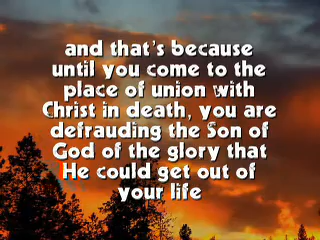 and that's because
until you come to the
place of union with
Christ in death, you are
defrauding the Son of
God of the glory that
He could get out of
your life